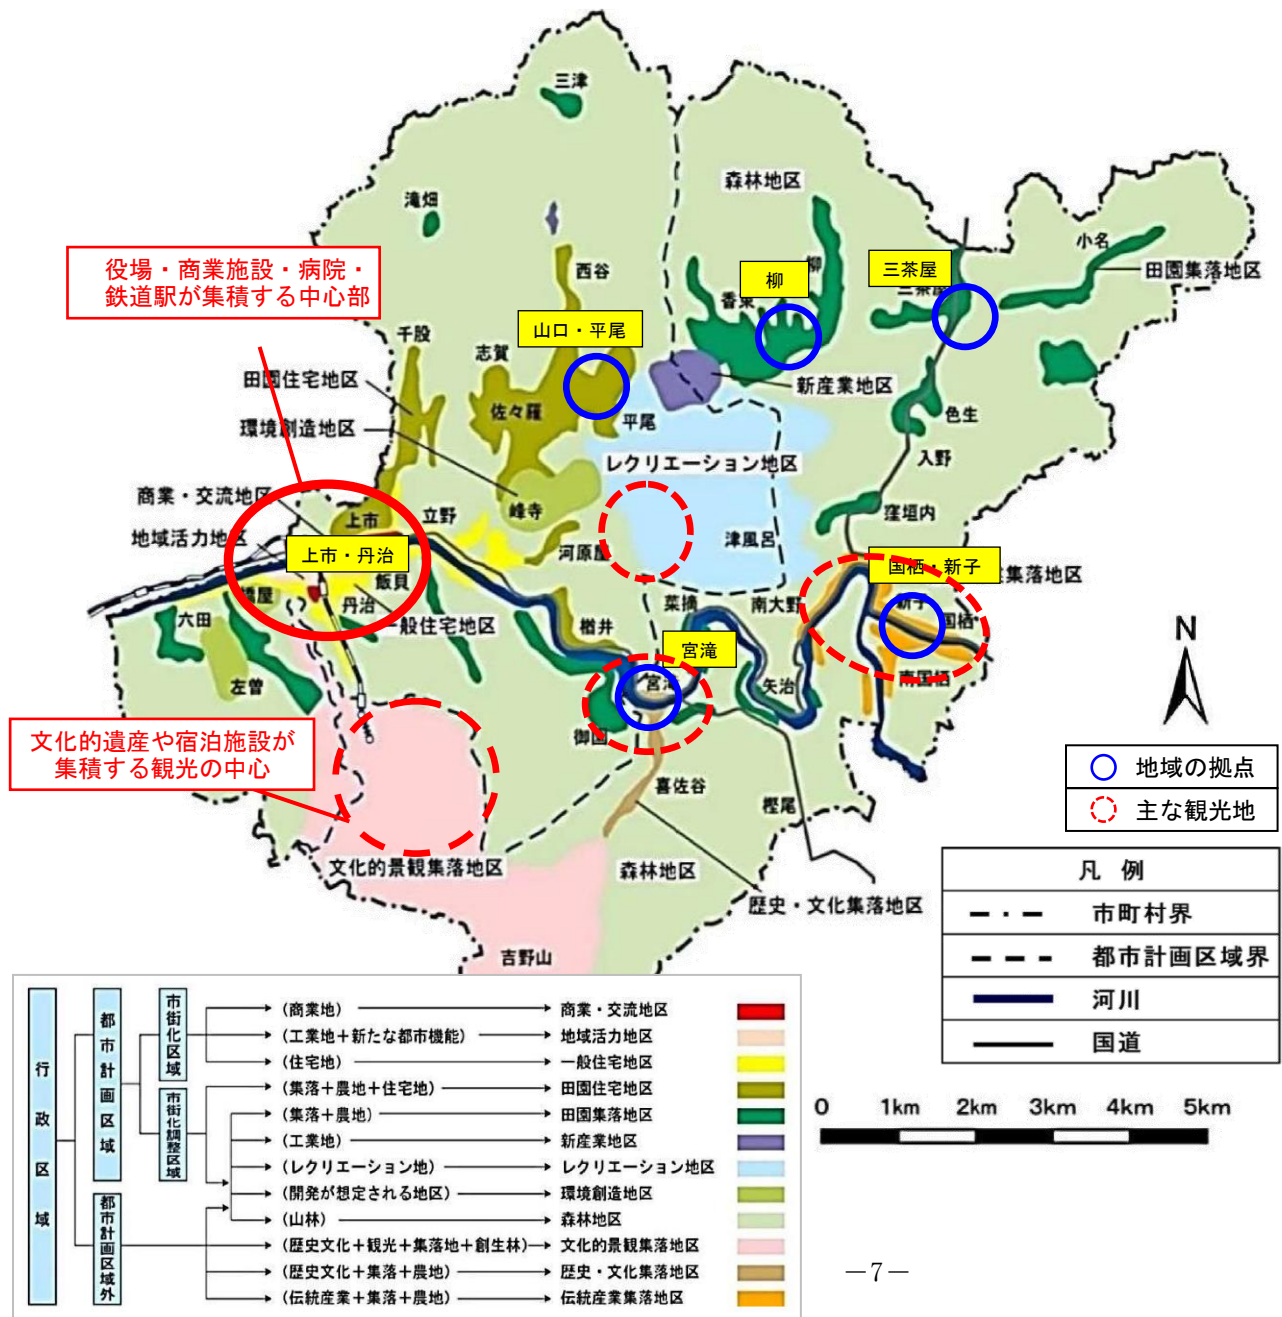 三津
滝畑
森林地区
小名
田園集落地区
役場・商業施設・病院・
鉄道駅が集積する中心部
西谷
柳
柳
香東
三茶屋
三茶屋
山口・平尾
千股
志賀
田園住宅地区
佐々羅
平尾
新産業地区
色生
環境創造地区
レクリエーション地区
入野
商業・交流地区
上市
立野
峰寺
窪垣内
地域活力地区
上市・丹治
河原屋
津風呂
国栖・新子
集落地区
橋屋
飯貝
六田
丹治
一般住宅地区
菜摘
南大野
新子
国栖
楢井
宮滝
宮滝
矢治
南国栖
左曽
御園
文化的遺産や宿泊施設が
集積する観光の中心
喜佐谷
樫尾
文化的景観集落地区
森林地区
歴史・文化集落地区
吉野山
N
地域の拠点
主な観光地
凡 例
市町村界
都市計画区域界
河川
国道
0 1km 2km 3km 4km 5km
行政区域
都市計画区域
都市計画区域外
市街化区域
市街化調整区域
(商業地) 商業・交流地区
(工業地+新たな都市機能) 地域活力地区
(住宅地) 一般住宅地区
(集落+農地+住宅地) 田園住宅地区
(集落+農地) 田園集落地区
(工業地) 新産業地区
(レクリエーション地) レクリエーション地区
(開発が想定される地区) 環境創造地区
(山林) 森林地区
(歴史文化+観光+集落地+創生林) 文化的景観集落地区
(歴史文化+集落+農地) 歴史・文化集落地区
(伝統産業+集落+農地) 伝統産業集落地区
－7－